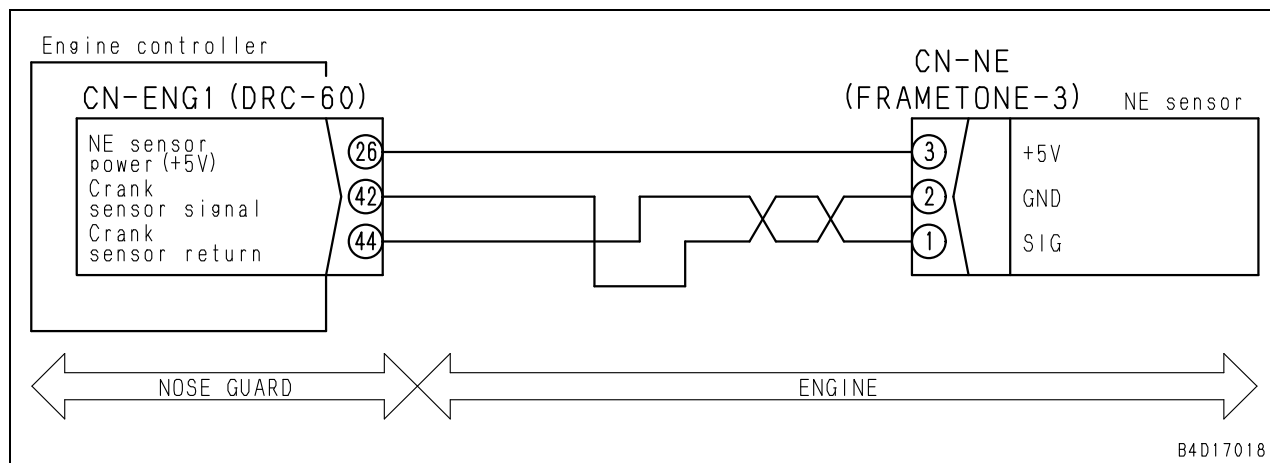 Engine controller
CN-ENG1 (DRC-60)
NE sensor
power (+5V)
Crank
sensor signal
Crank
sensor return
26
42
44
CN-NE
(FRAMETONE-3)
NE sensor
3
+5V
2
GND
1
SIG
NOSE GUARD
ENGINE
B4D17018